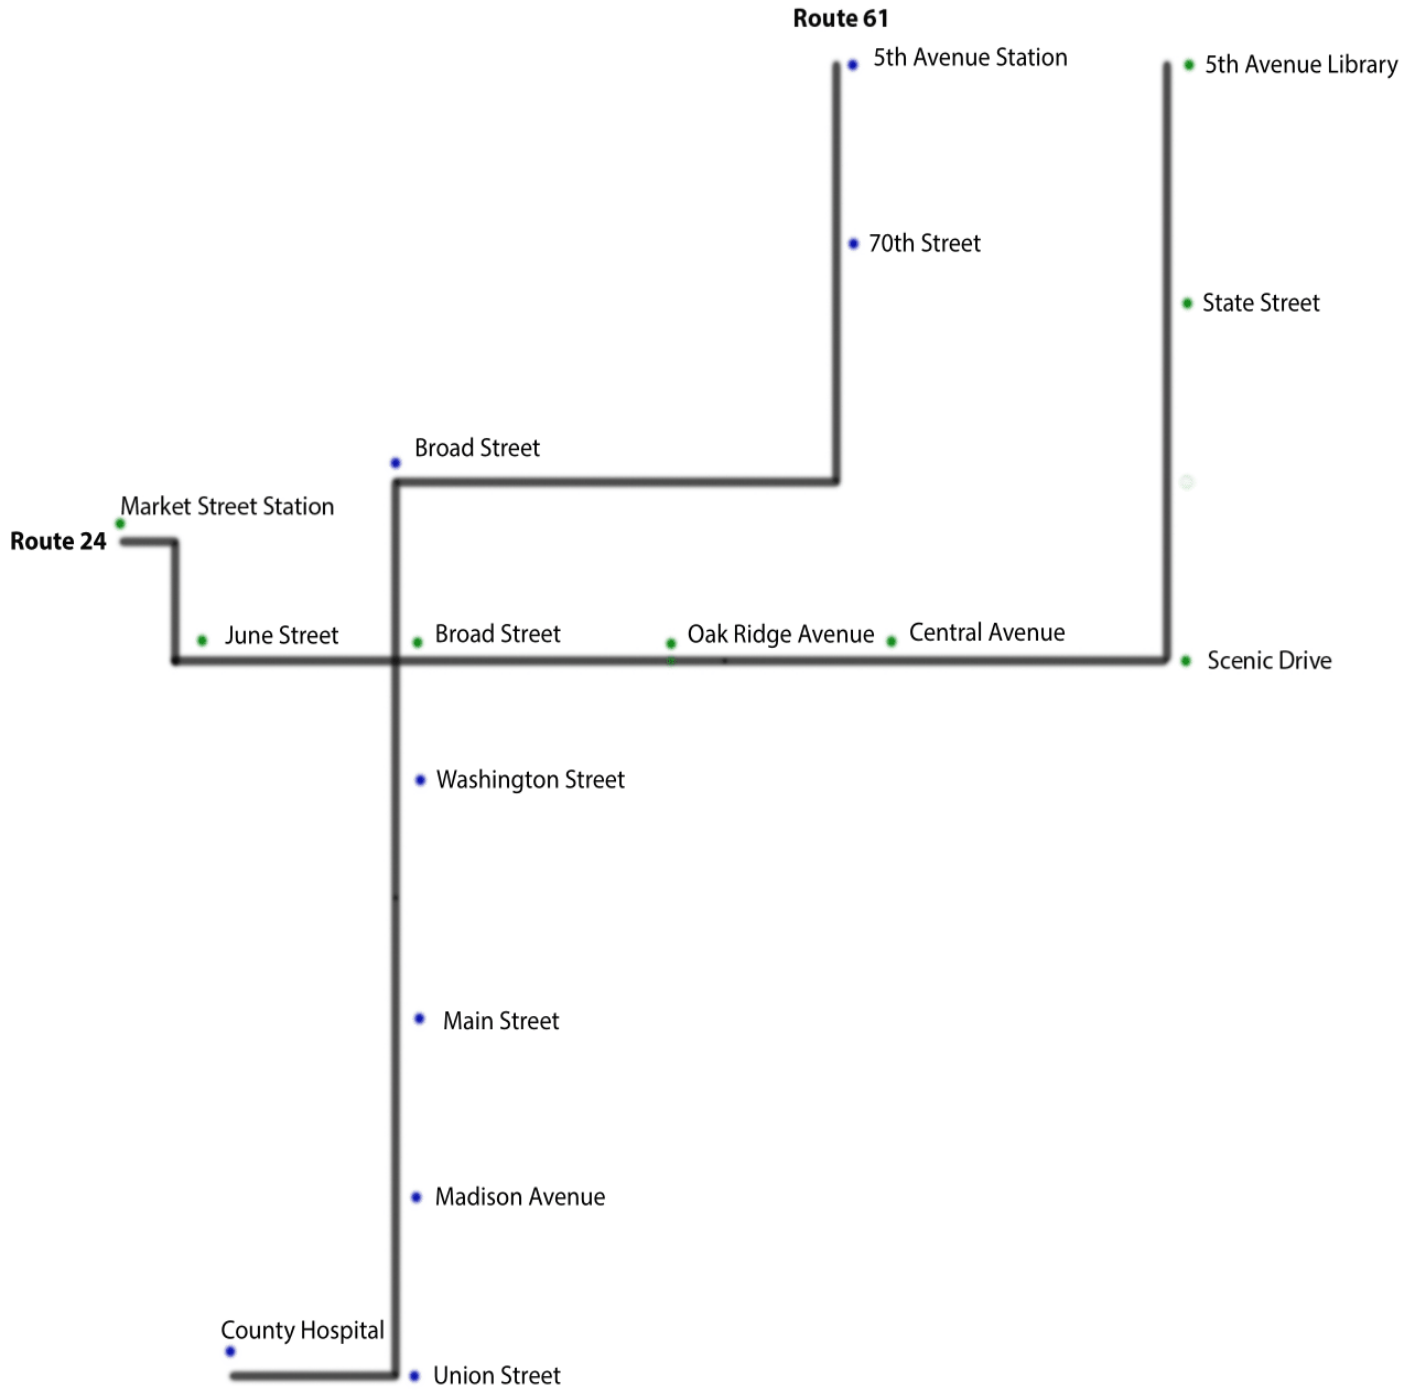 Route 61
5th Avenue Station
5th Avenue Library
70th Street
State Street
Broad Street
Market Street Station
Route 24
June Street
Broad Street
Oak Ridge Avenue
Central Avenue
Scenic Drive
Washington Street
Main Street
Madison Avenue
County Hospital
Union Street